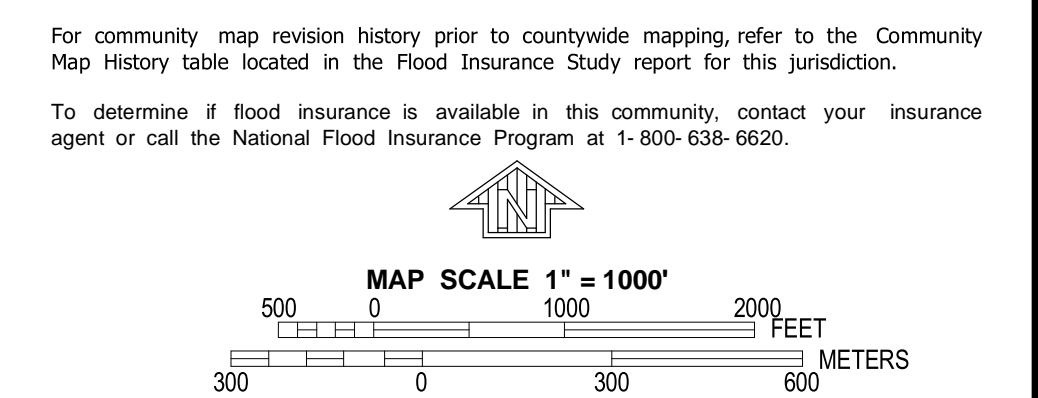 For community map revision history prior to countywide mapping, refer to the Community
Map History table located in the Flood Insurance Study report for this jurisdiction.
To determine if flood insurance is available in this community, contact your insurance
agent or call the National Flood Insurance Program at 1- 800- 638- 6620.
N
MAP SCALE 1" = 1000'
500 0 1000 2000
FEET
METERS
300 0 300 600